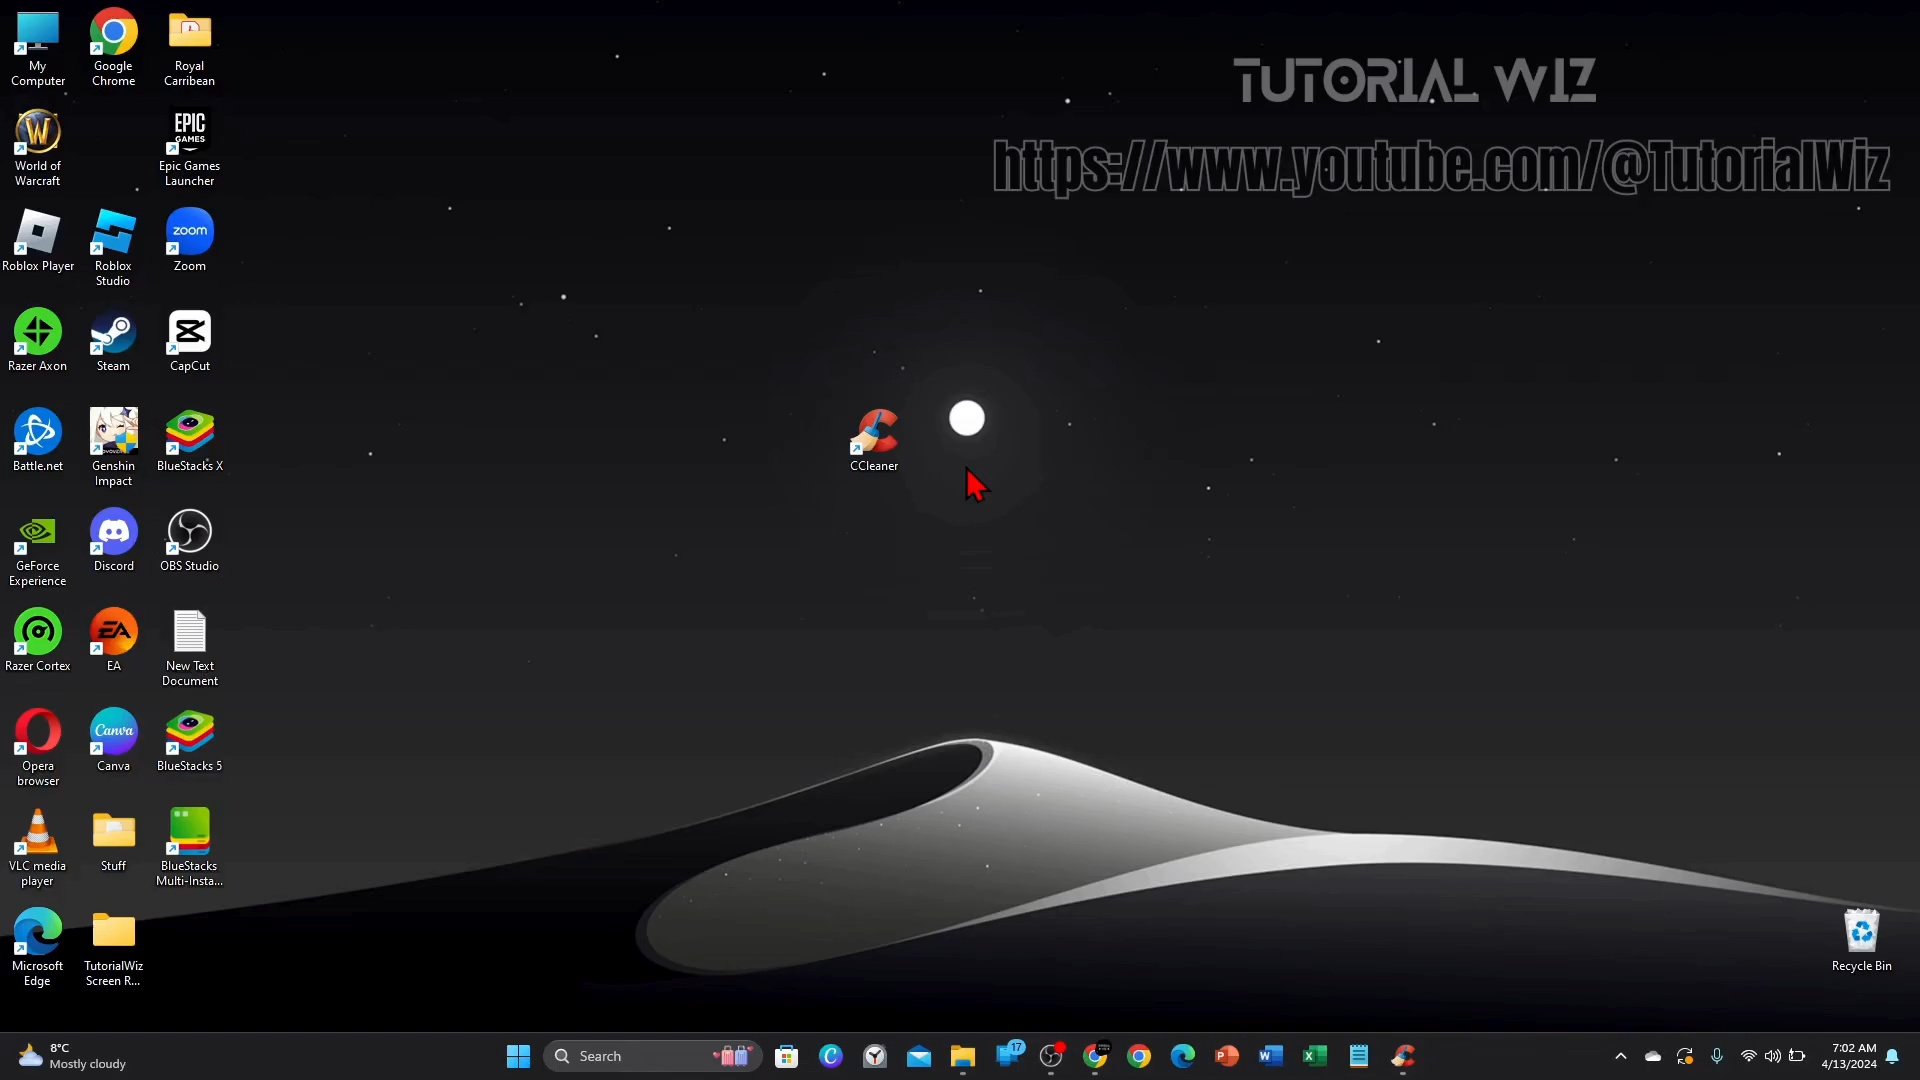 My
Computer
Google
Chrome
Royal
Carribean
TUTORIAL WIZ
https://www.youtube.com/@TutorialWiz
W
World of
Warcraft
EPIC
GAMES
Epic Games
Launcher
Roblox Player
Roblox
Studio
zoom
Zoom
Razer Axon
Steam
CapCut
Battle.net
Genshin
Impact
BlueStacks X
CCleaner
GeForce
Experience
Discord
OBS Studio
Razer Cortex
EA
EA
New Text
Document
Opera
browser
Canva
Canva
BlueStacks 5
VLC media
player
Stuff
BlueStacks
Multi-Insta...
Microsoft
Edge
TutorialWiz
Screen R...
Recycle Bin
8°C
Mostly cloudy
Search
17
7:02 AM
4/13/2024